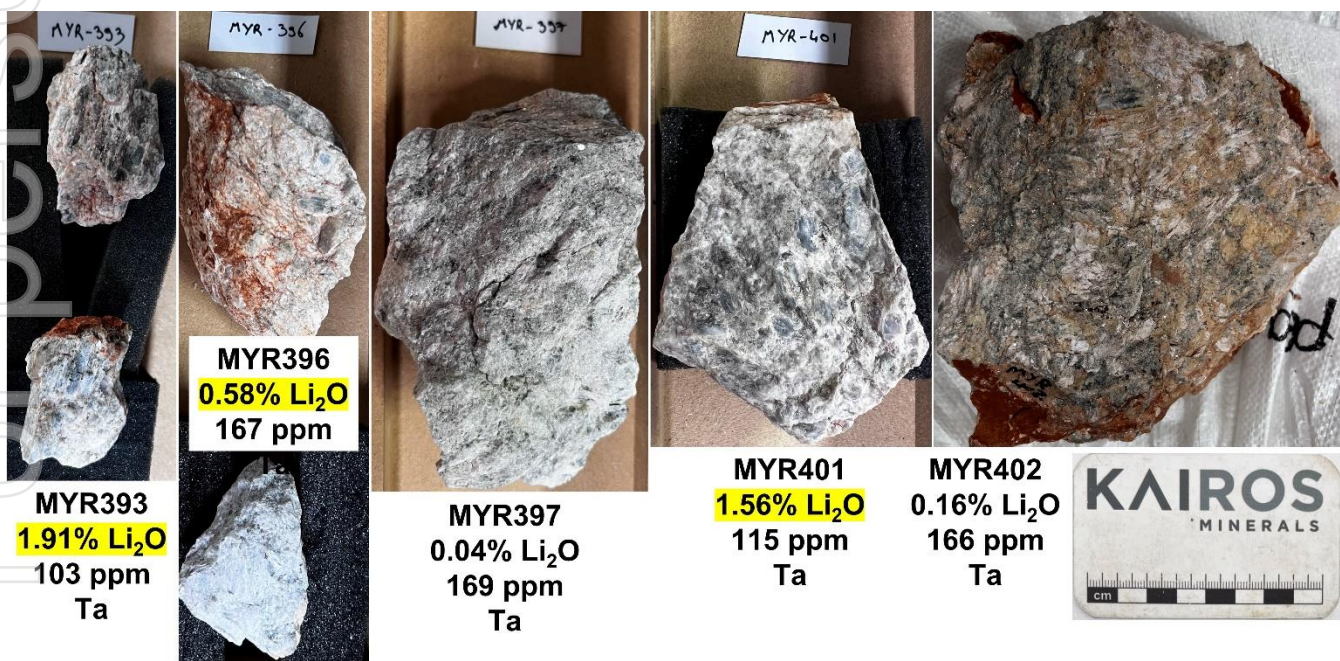 MYR-393
MYR-396
MYR-397
MYR-401
MYR393
1.91% Li₂O
103 ppm
Ta
MYR396
0.58% Li₂O
167 ppm
Ta
MYR397
0.04% Li₂O
169 ppm
Ta
MYR401
1.56% Li₂O
115 ppm
Ta
MYR402
0.16% Li₂O
166 ppm
Ta
KAIROS
MINERALS
cm